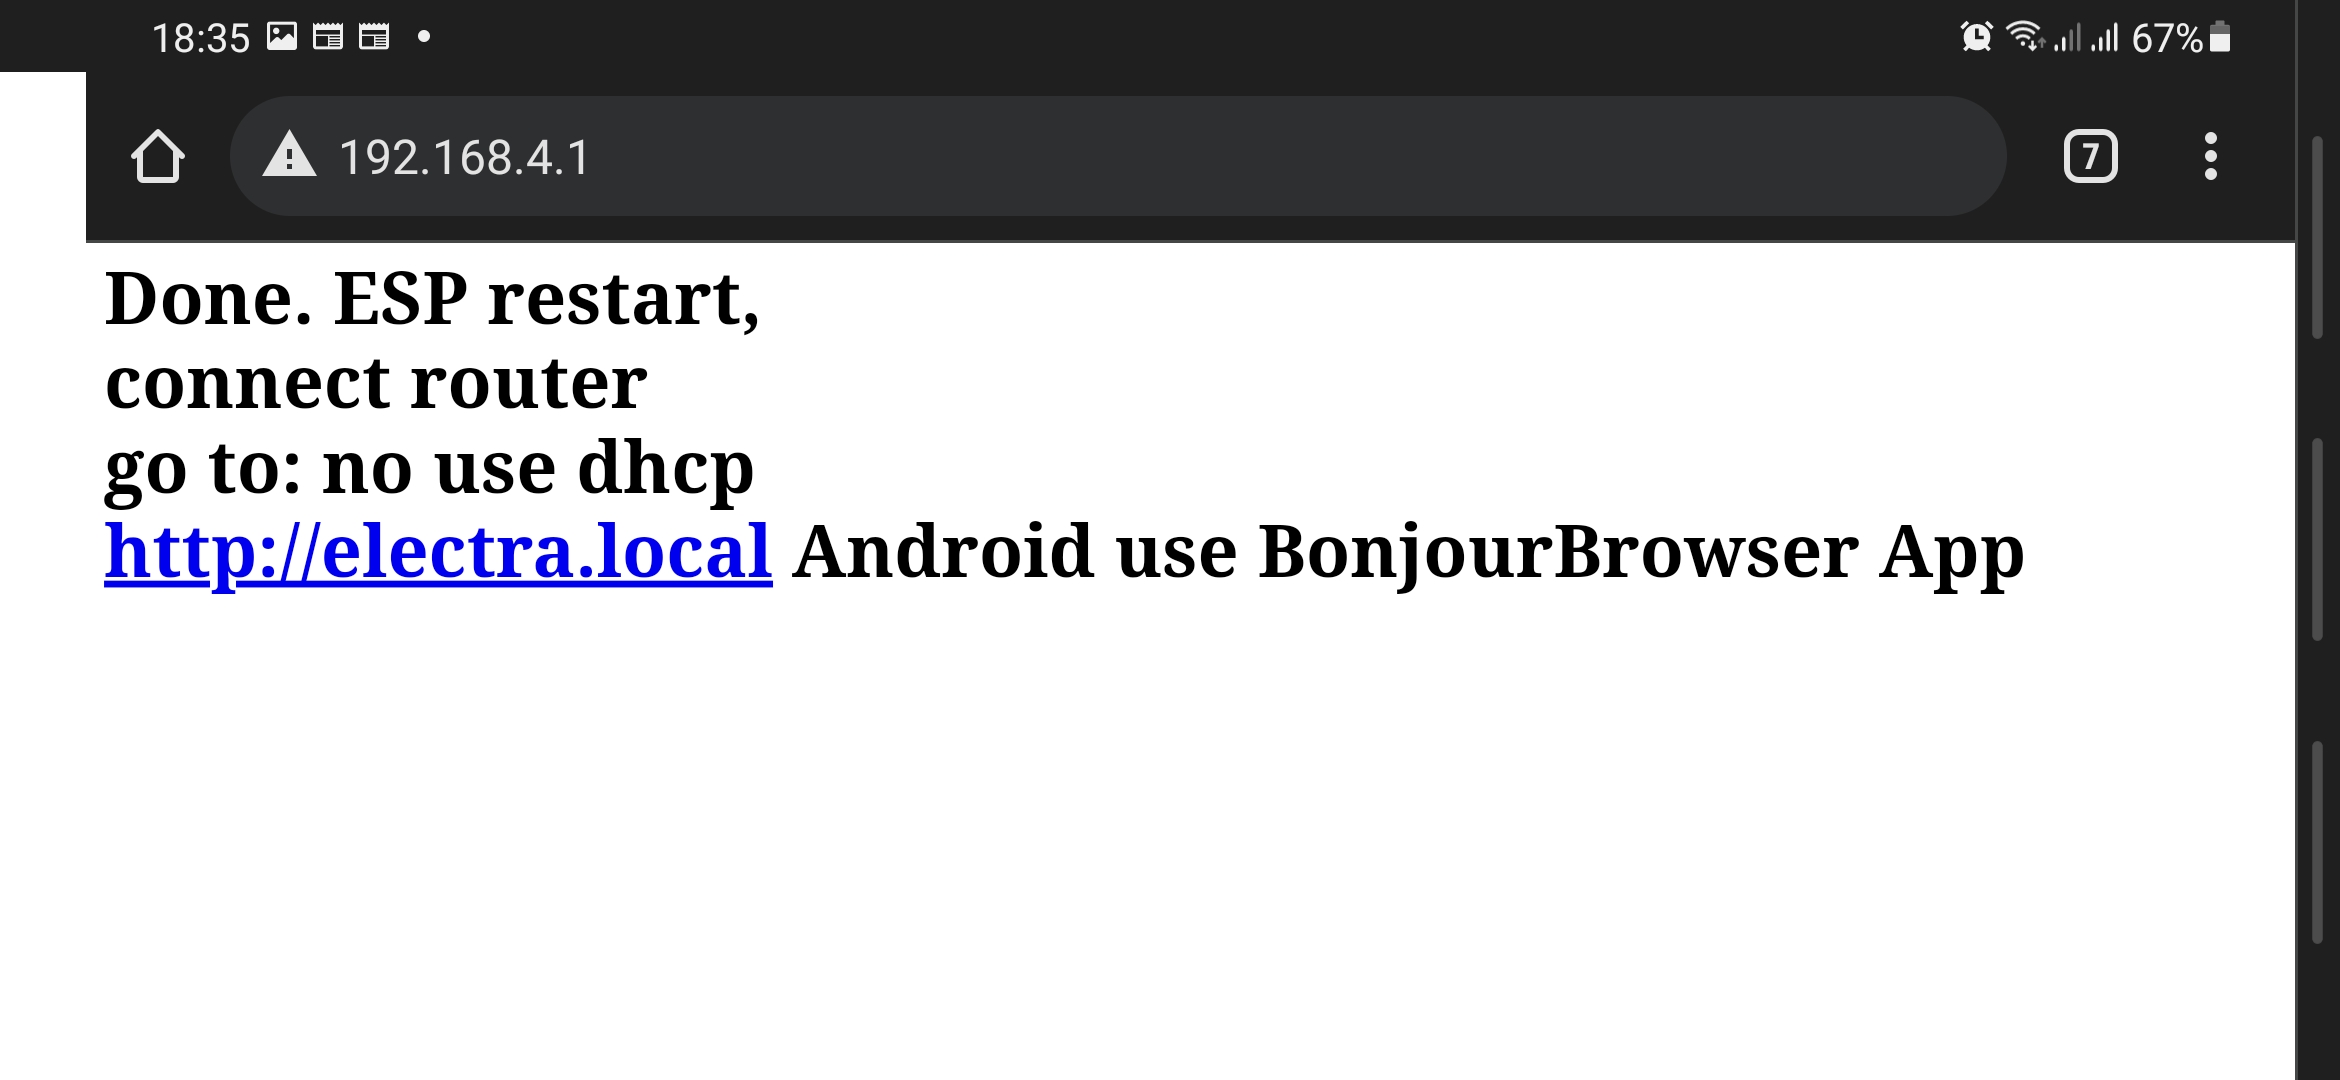 18:35
67%
192.168.4.1
7
Done. ESP restart,
connect router
go to: no use dhcp
http://electra.local Android use BonjourBrowser App